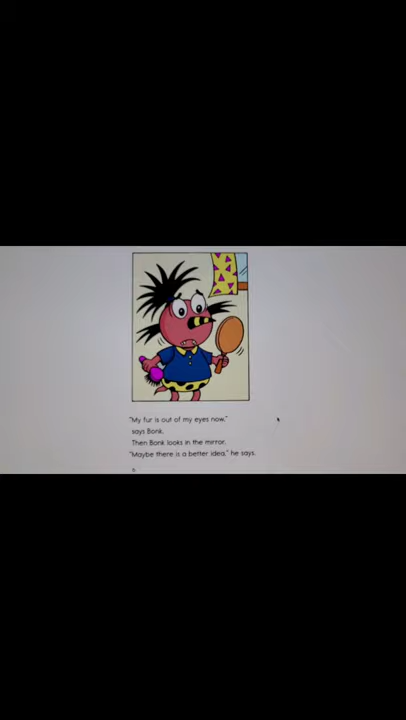 "My fur is out of my eyes now,"
says Bonk.
Then Bonk looks in the mirror.
"Maybe there is a better idea," he says.